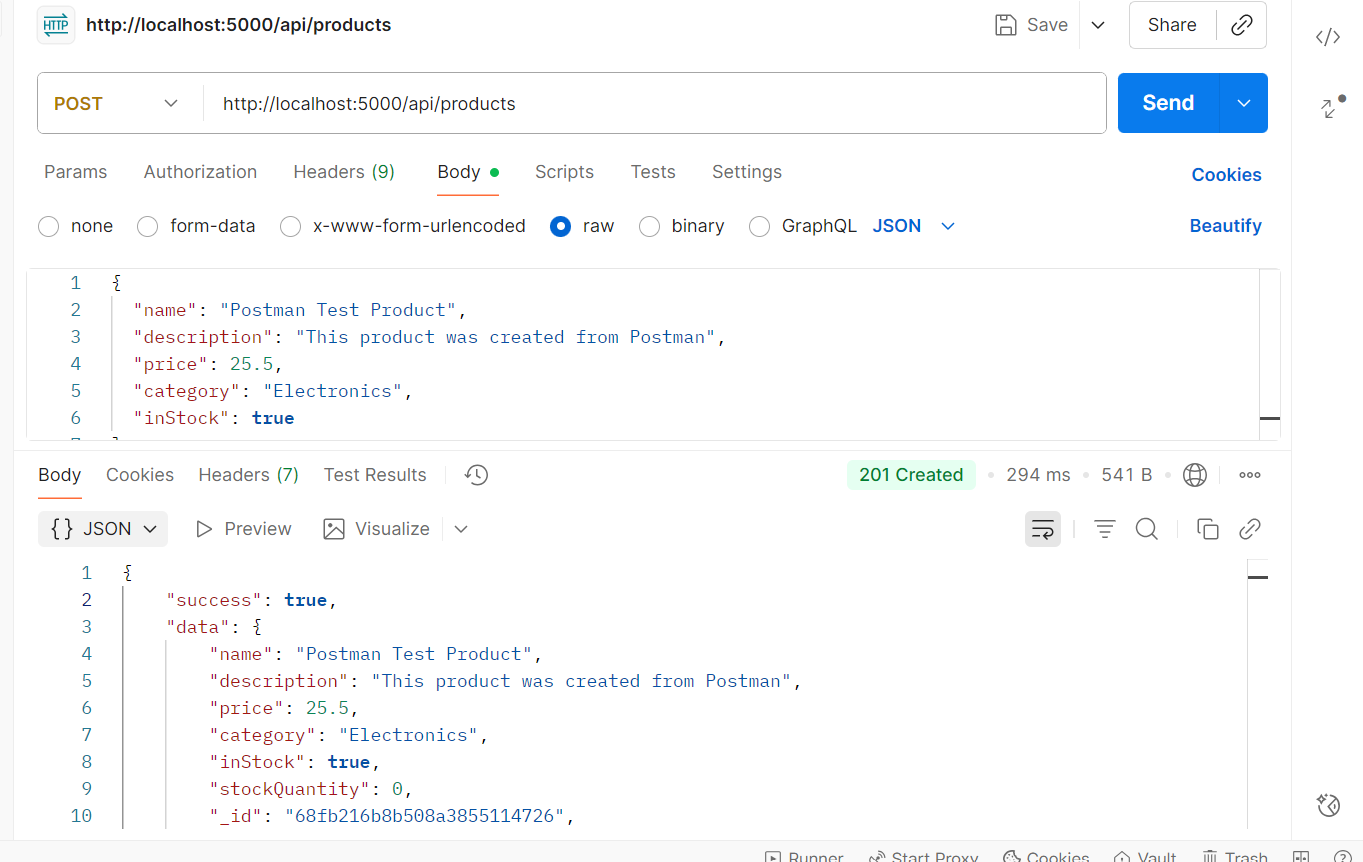 HTTP http://localhost:5000/api/products Save Share
POST http://localhost:5000/api/products Send
Params Authorization Headers (9) Body Scripts Tests Settings Cookies
none form-data x-www-form-urlencoded raw binary GraphQL JSON Beautify
1 {
2 "name": "Postman Test Product",
3 "description": "This product was created from Postman",
4 "price": 25.5,
5 "category": "Electronics",
6 "inStock": true
Body Cookies Headers (7) Test Results 201 Created 294 ms 541 B
{} JSON Preview Visualize
1 {
2 "success": true,
3 "data": {
4 "name": "Postman Test Product",
5 "description": "This product was created from Postman",
6 "price": 25.5,
7 "category": "Electronics",
8 "inStock": true,
9 "stockQuantity": 0,
10 "_id": "68fb216b8b508a3855114726",
Runner Start Proxy Cookies Vault Trash